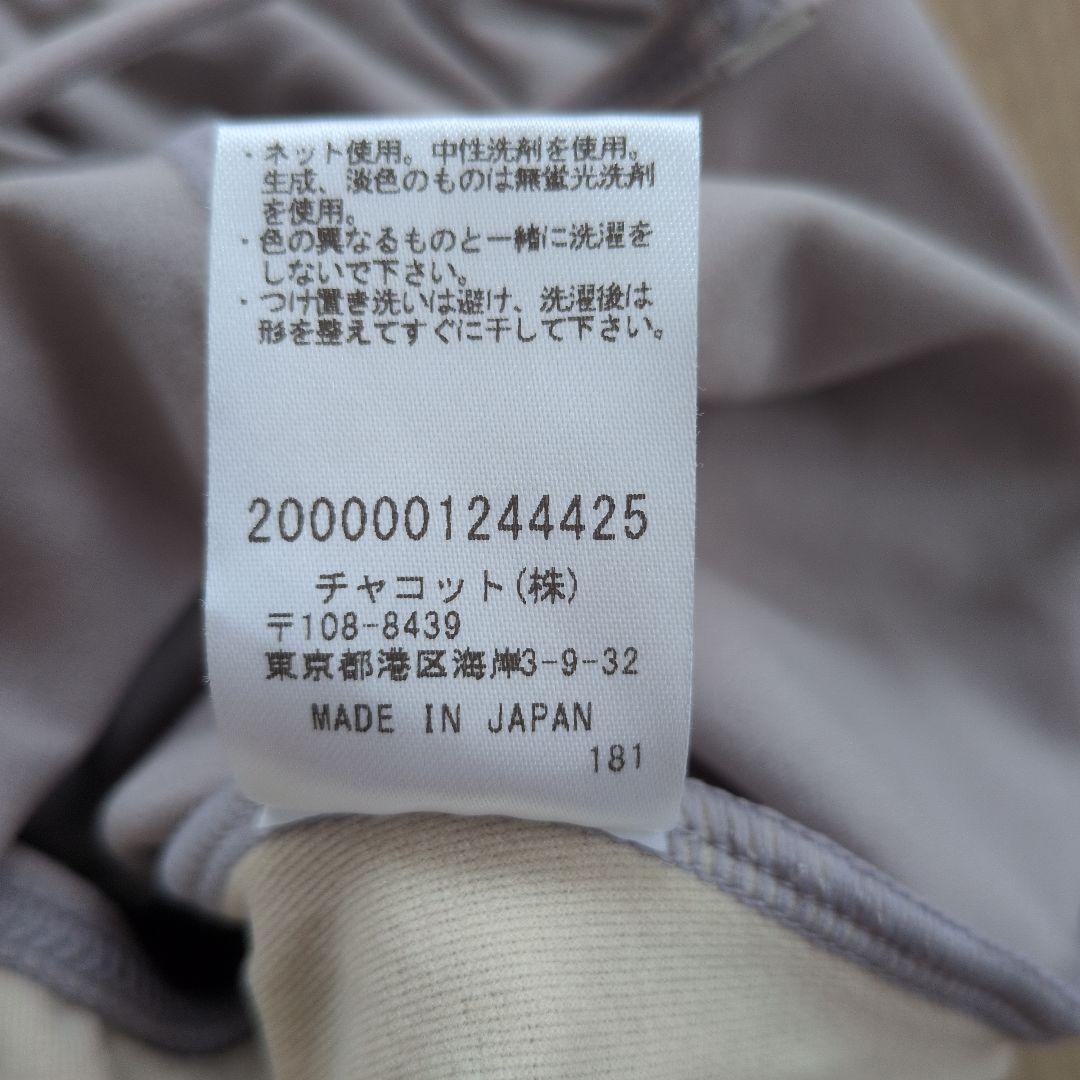 ・ネット使用。中性洗剤を使用。
生成、淡色のものは無蛍光洗剤
を使用。
・色の異なるものと一緒に洗濯を
しないで下さい。
・つけ置き洗いは避け、洗濯後は
形を整えてすぐに干して下さい。
2000001244425
チャコット(株)
〒108-8439
東京都港区海岸3-9-32
MADE IN JAPAN
181